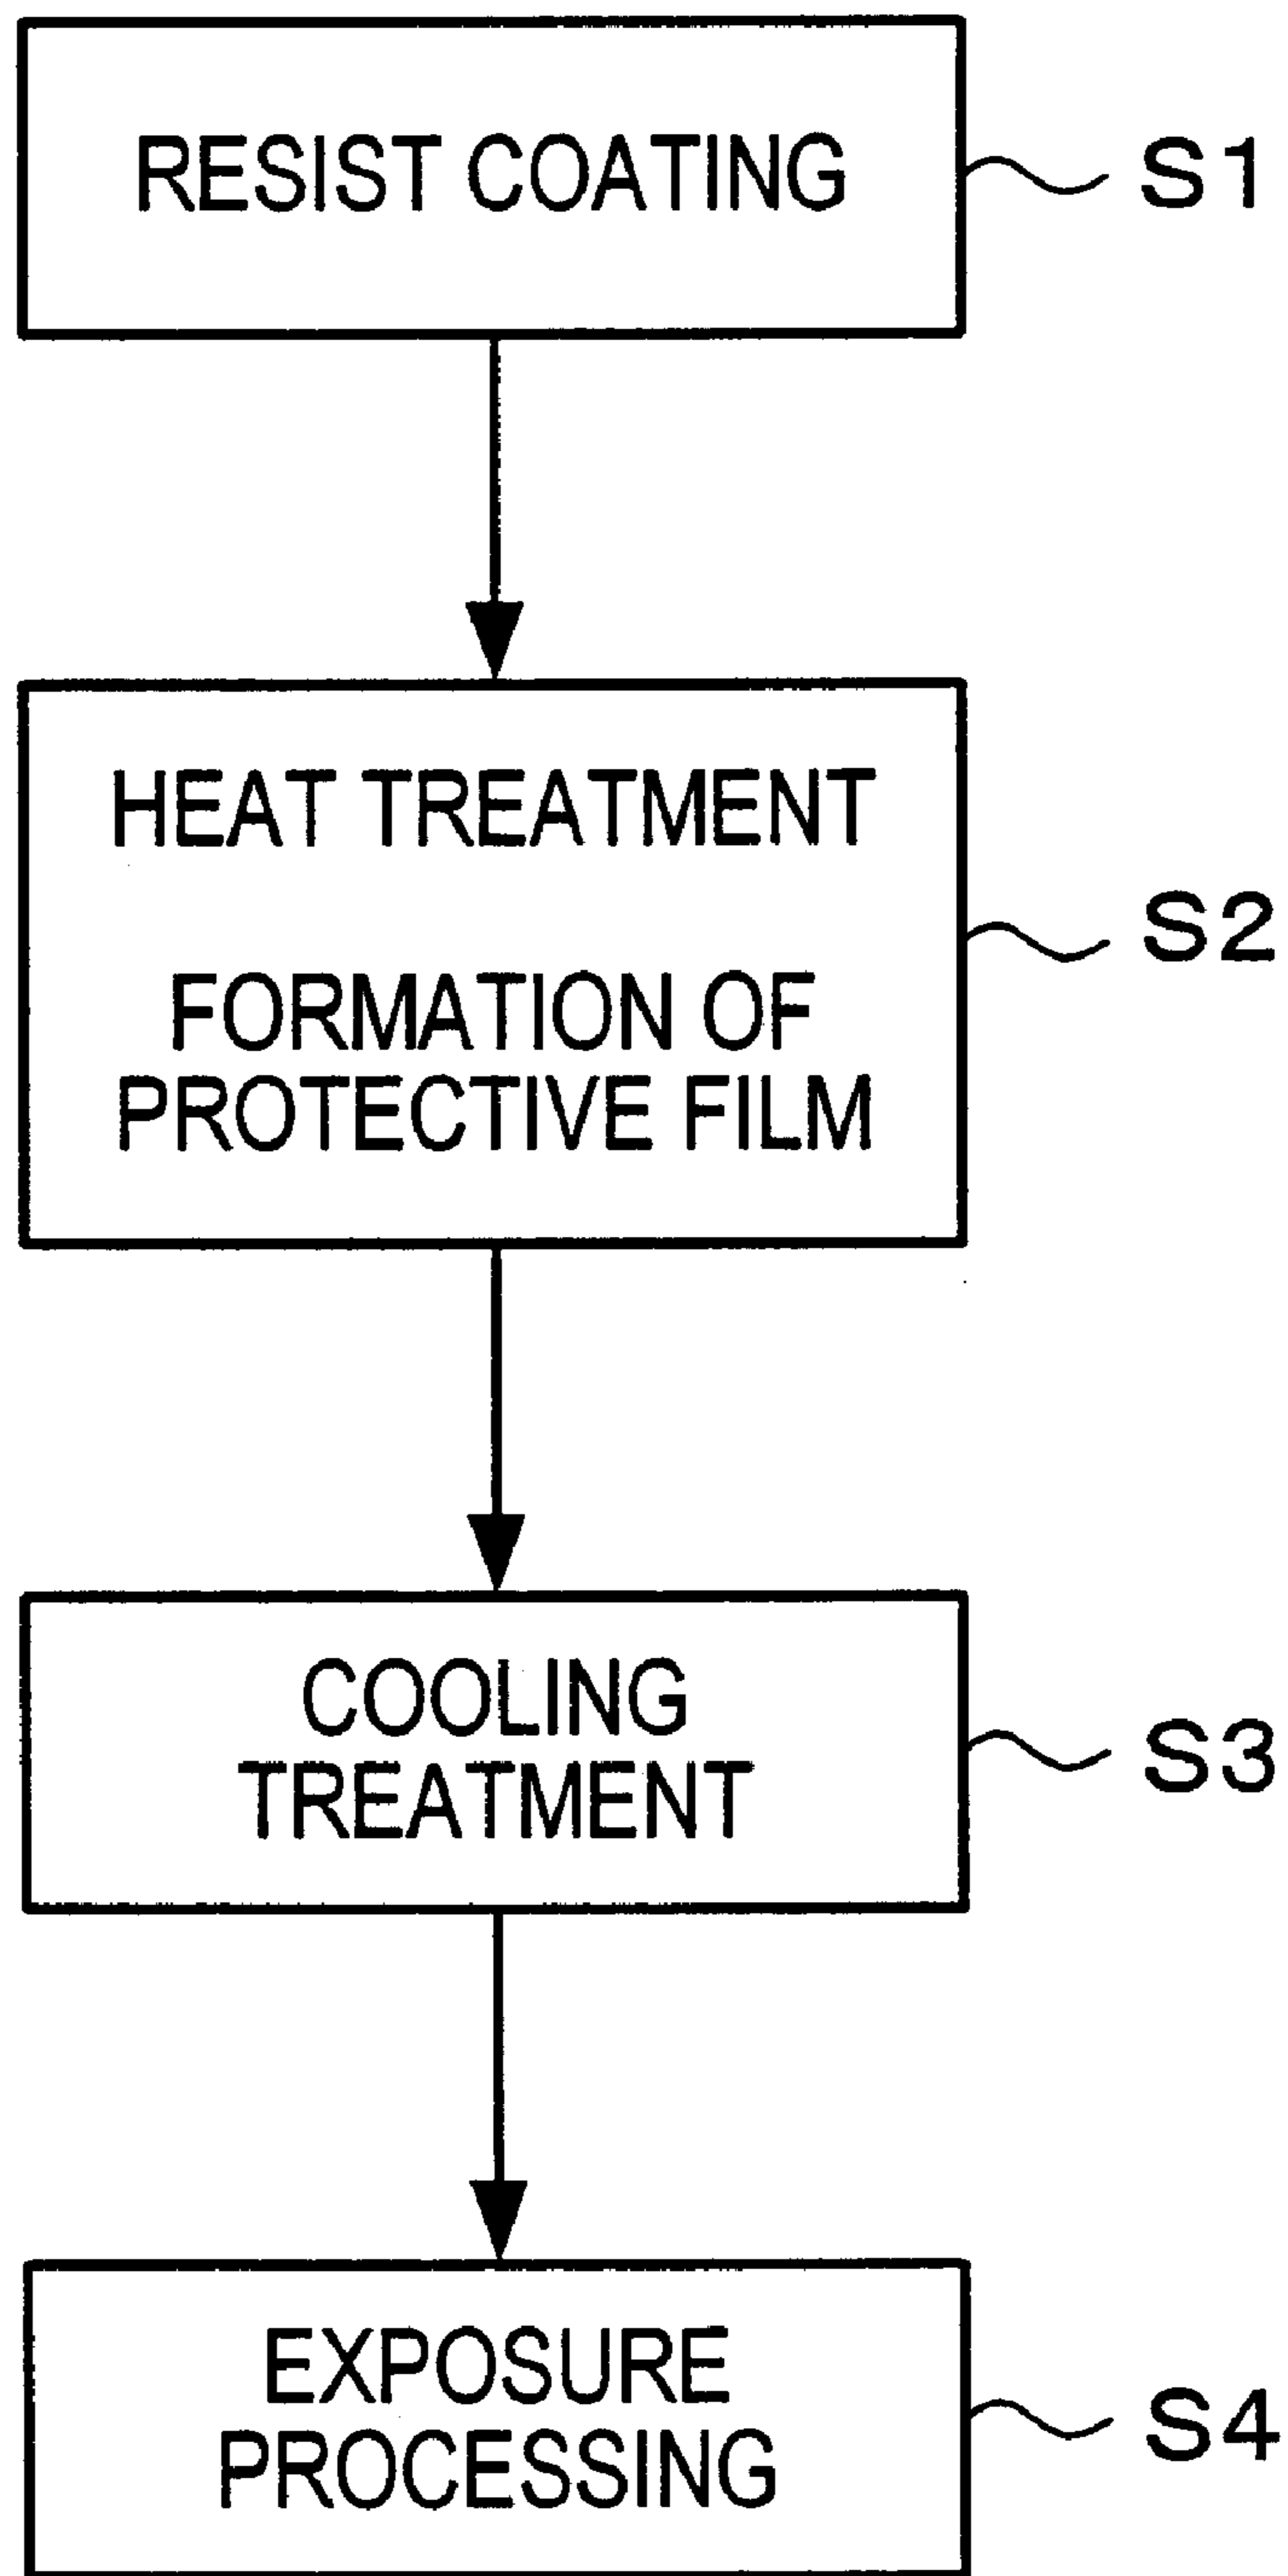 RESIST COATING
S1
HEAT TREATMENT
FORMATION OF
PROTECTIVE FILM
S2
COOLING
TREATMENT
S3
EXPOSURE
PROCESSING
S4